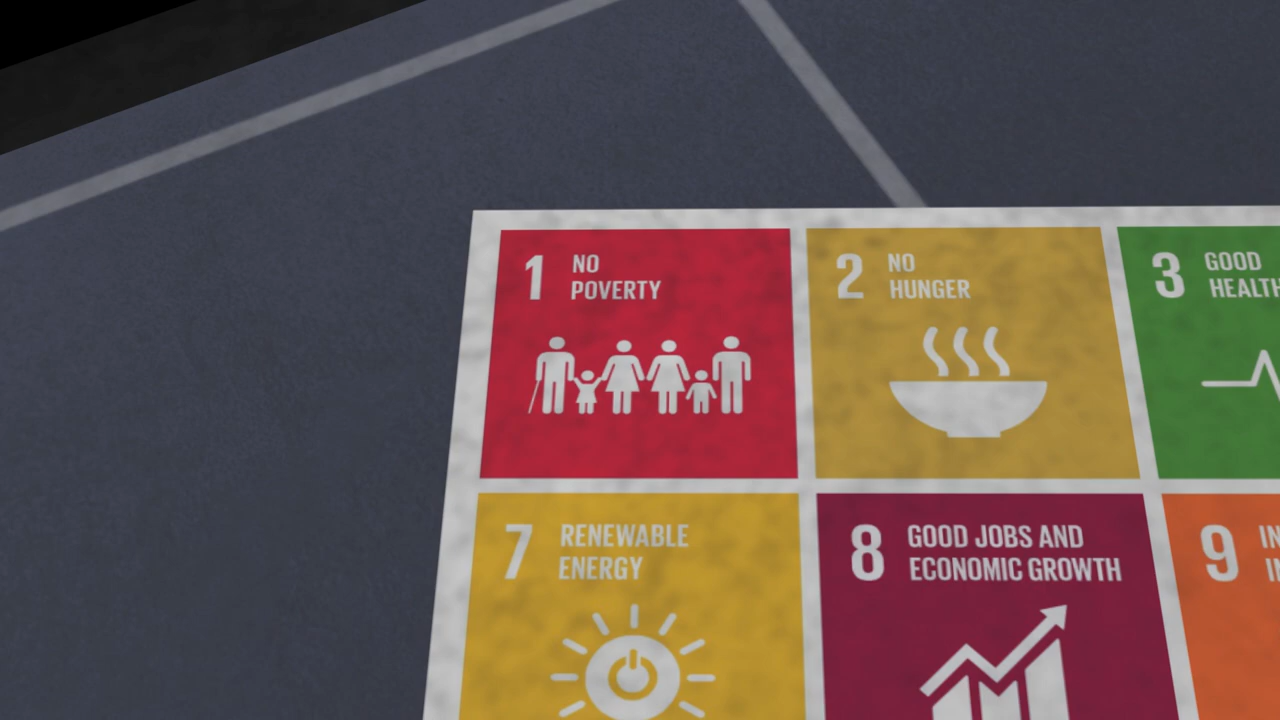 1 NO
POVERTY
2 NO
HUNGER
3 GOOD
HEALTH
7 RENEWABLE
ENERGY
8 GOOD JOBS AND
ECONOMIC GROWTH
9